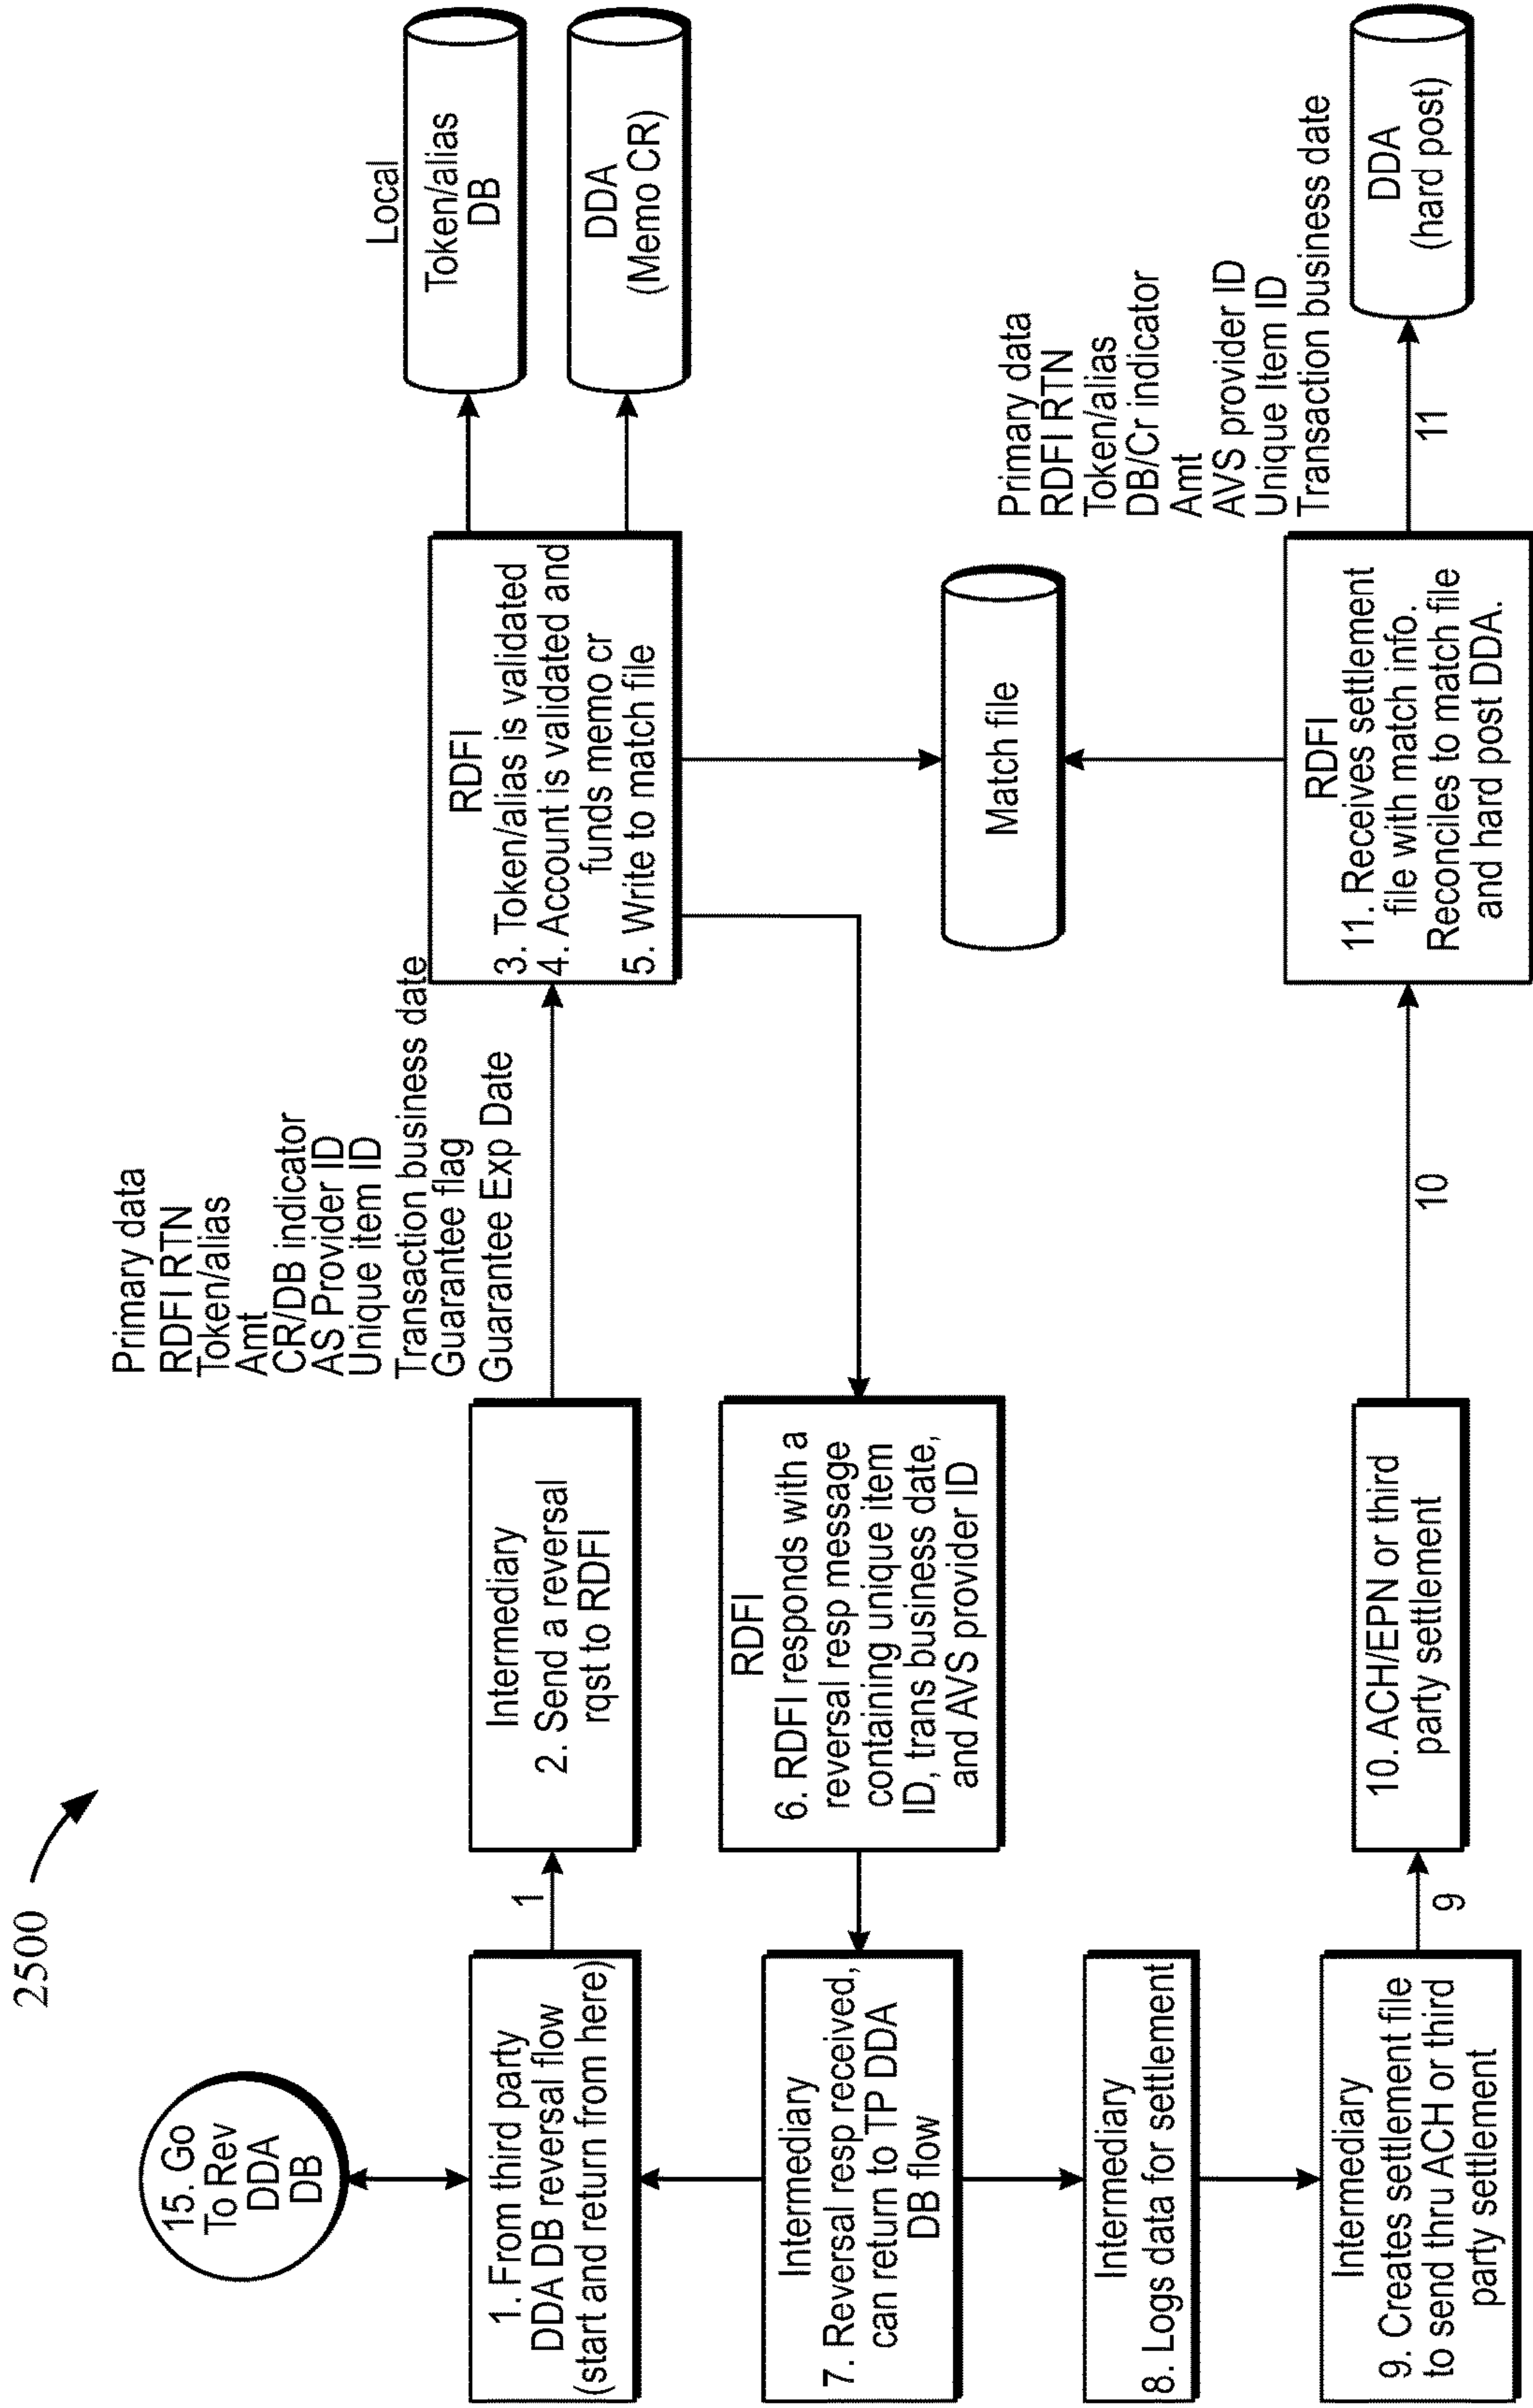 2500
15. Go
To Rev
DDA
DB
1. From third party
DDA DB reversal flow
(start and return from here)
1
Intermediary
2. Send a reversal
rqst to RDFI
Primary data
RDFI RTN
Token/alias
Amt
CR/DB indicator
AS Provider ID
Unique item ID
Transaction business date
Guarantee flag
Guarantee Exp Date
RDFI
3. Token/alias is validated
4. Account is validated and
funds memo cr
5. Write to match file
Local
Token/alias
DB
DDA
(Memo CR)
Intermediary
7. Reversal resp received,
can return to TP DDA
DB flow
RDFI
6. RDFI responds with a
reversal resp message
containing unique item
ID, trans business date,
and AVS provider ID
Match file
Intermediary
8. Logs data for settlement
Intermediary
9. Creates settlement file
to send thru ACH or third
party settlement
9
10. ACH/EPN or third
party settlement
10
RDFI
11. Receives settlement
file with match info.
Reconciles to match file
and hard post DDA.
Primary data
RDFI RTN
Token/alias
DB/Cr indicator
Amt
AVS provider ID
Unique Item ID
Transaction business date
11
DDA
(hard post)